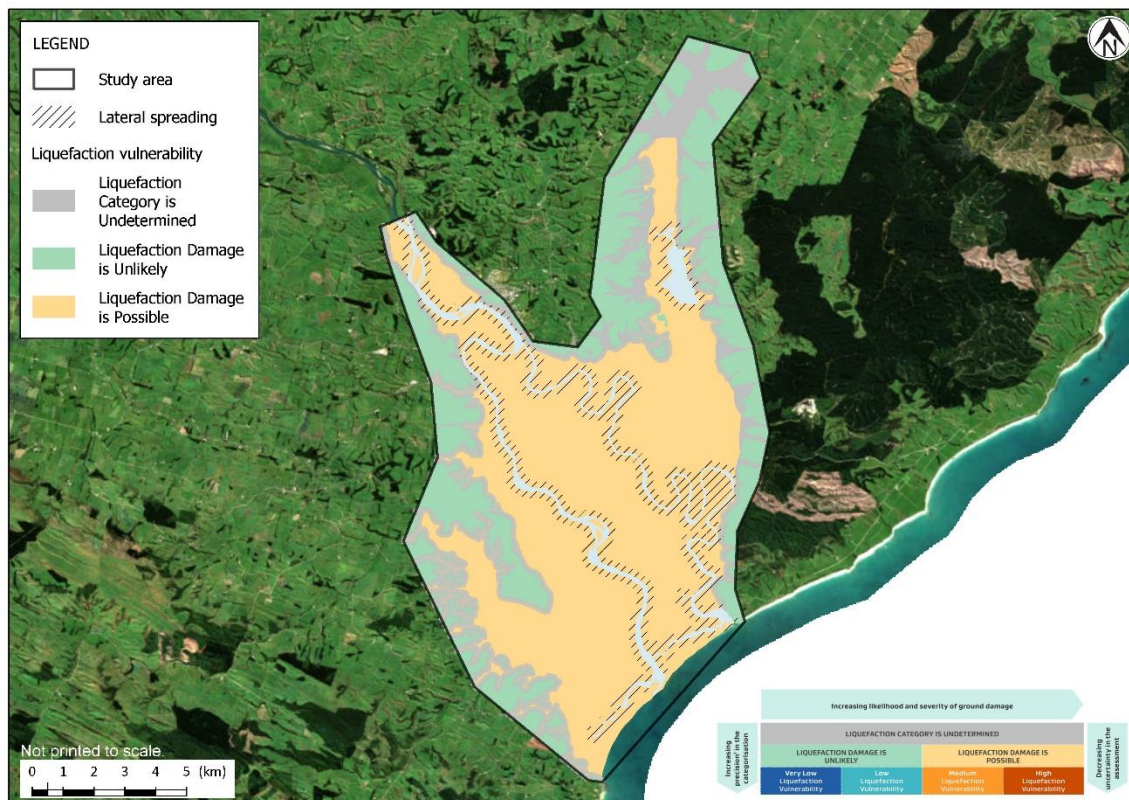 LEGEND
Study area
Lateral spreading
Liquefaction vulnerability
Liquefaction
Category is
Undetermined
Liquefaction Damage
is Unlikely
Liquefaction Damage
is Possible
N
Not printed to scale.
0 1 2 3 4 5 (km)
Increasing likelihood and severity of ground damage
Increasing
precision' in the
categorisation
LIQUEFACTION CATEGORY IS UNDETERMINED
LIQUEFACTION DAMAGE IS
UNLIKELY
LIQUEFACTION DAMAGE IS
POSSIBLE
Very Low
Liquefaction
Vulnerability
Low
Liquefaction
Vulnerability
Medium
Liquefaction
Vulnerability
High
Liquefaction
Vulnerability
Decreasing
uncertainty in the
assessment